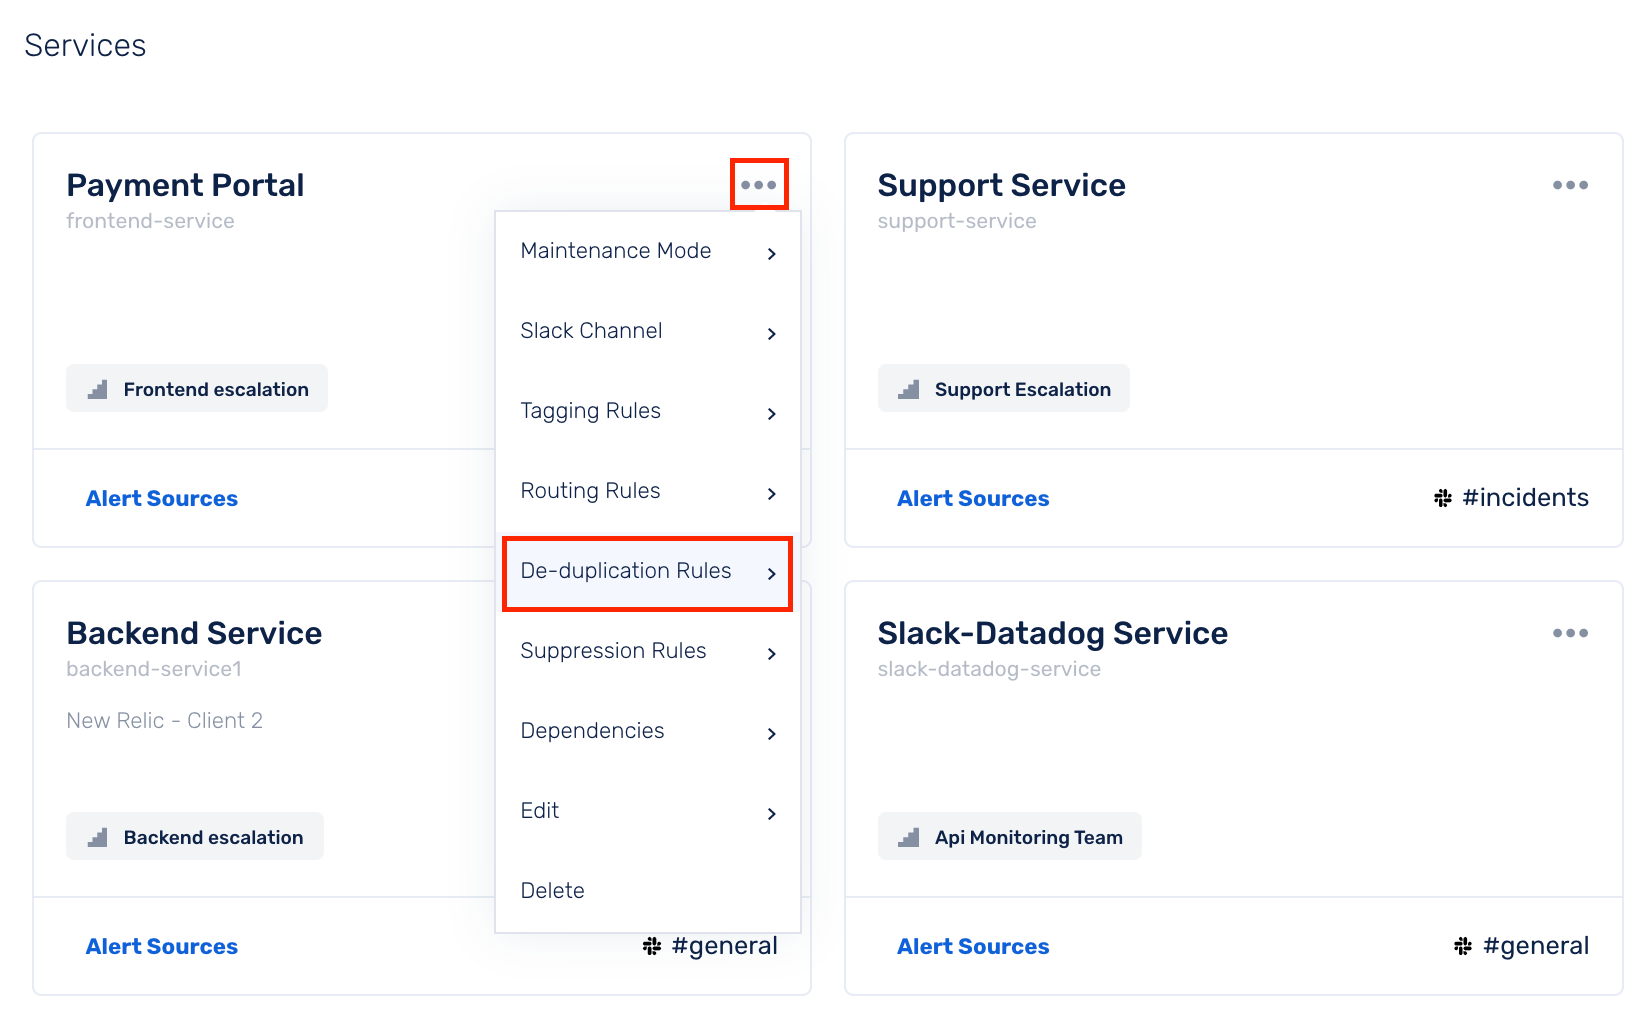 Services
Payment Portal
frontend-service
Frontend escalation
Alert Sources
Maintenance Mode
Slack Channel
Tagging Rules
Routing Rules
De-duplication Rules
Suppression Rules
Dependencies
Edit
Delete
Support Service
support-service
Support Escalation
Alert Sources
#incidents
Backend Service
backend-service1
New Relic - Client 2
Backend escalation
Alert Sources
#general
Slack-Datadog Service
slack-datadog-service
Api Monitoring Team
Alert Sources
#general